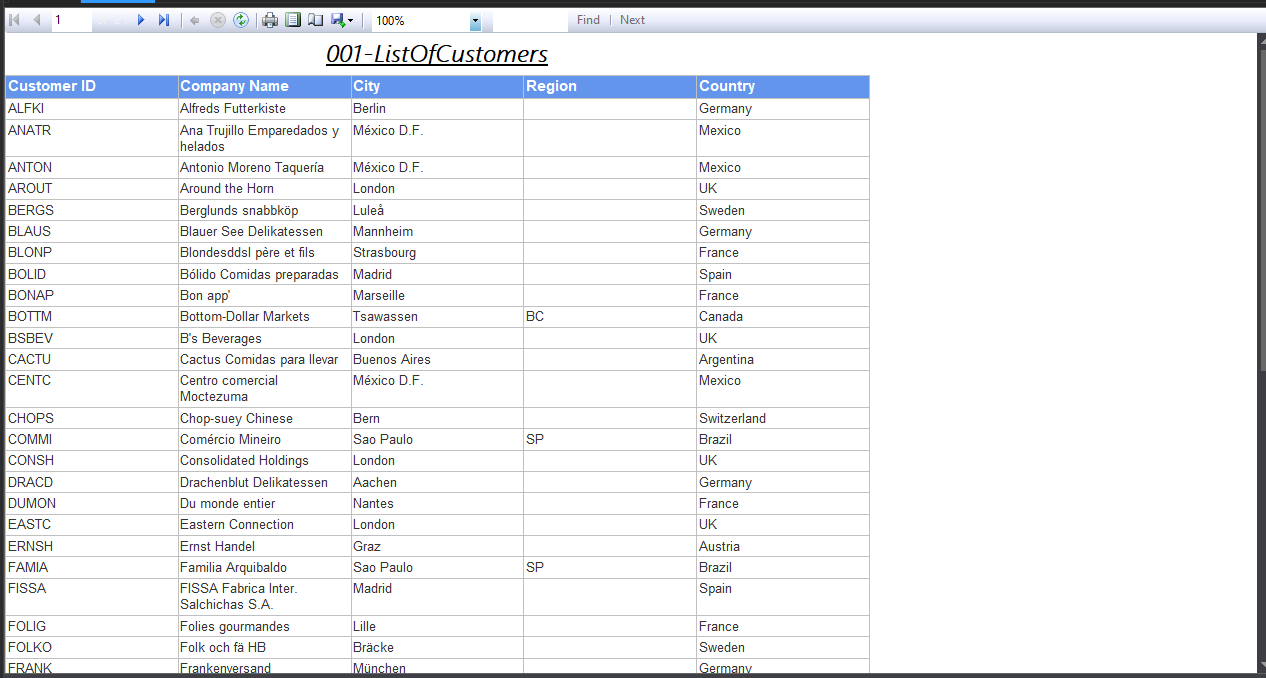 1 100% Find | Next
001-ListOfCustomers
Customer ID Company Name City Region Country
ALFKI Alfreds Futterkiste Berlin Germany
ANATR Ana Trujillo Emparedados y México D.F. Mexico
helados
ANTON Antonio Moreno Taquería México D.F. Mexico
AROUT Around the Horn London UK
BERGS Berglunds snabbköp Luleå Sweden
BLAUS Blauer See Delikatessen Mannheim Germany
BLONP Blondesddsl père et fils Strasbourg France
BOLID Bólido Comidas preparadas Madrid Spain
BONAP Bon app' Marseille France
BOTTM Bottom-Dollar Markets Tsawassen BC Canada
BSBEV B's Beverages London UK
CACTU Cactus Comidas para llevar Buenos Aires Argentina
CENTC Centro comercial México D.F. Mexico
Moctezuma
CHOPS Chop-suey Chinese Bern Switzerland
COMMI Comércio Mineiro Sao Paulo SP Brazil
CONSH Consolidated Holdings London UK
DRACD Drachenblut Delikatessen Aachen Germany
DUMON Du monde entier Nantes France
EASTC Eastern Connection London UK
ERNSH Ernst Handel Graz Austria
FAMIA Familia Arquibaldo Sao Paulo SP Brazil
FISSA FISSA Fabrica Inter. Madrid Spain
Salchichas S.A.
FOLIG Folies gourmandes Lille France
FOLKO Folk och fä HB Bräcke Sweden
FRANK Frankenversand München Germany